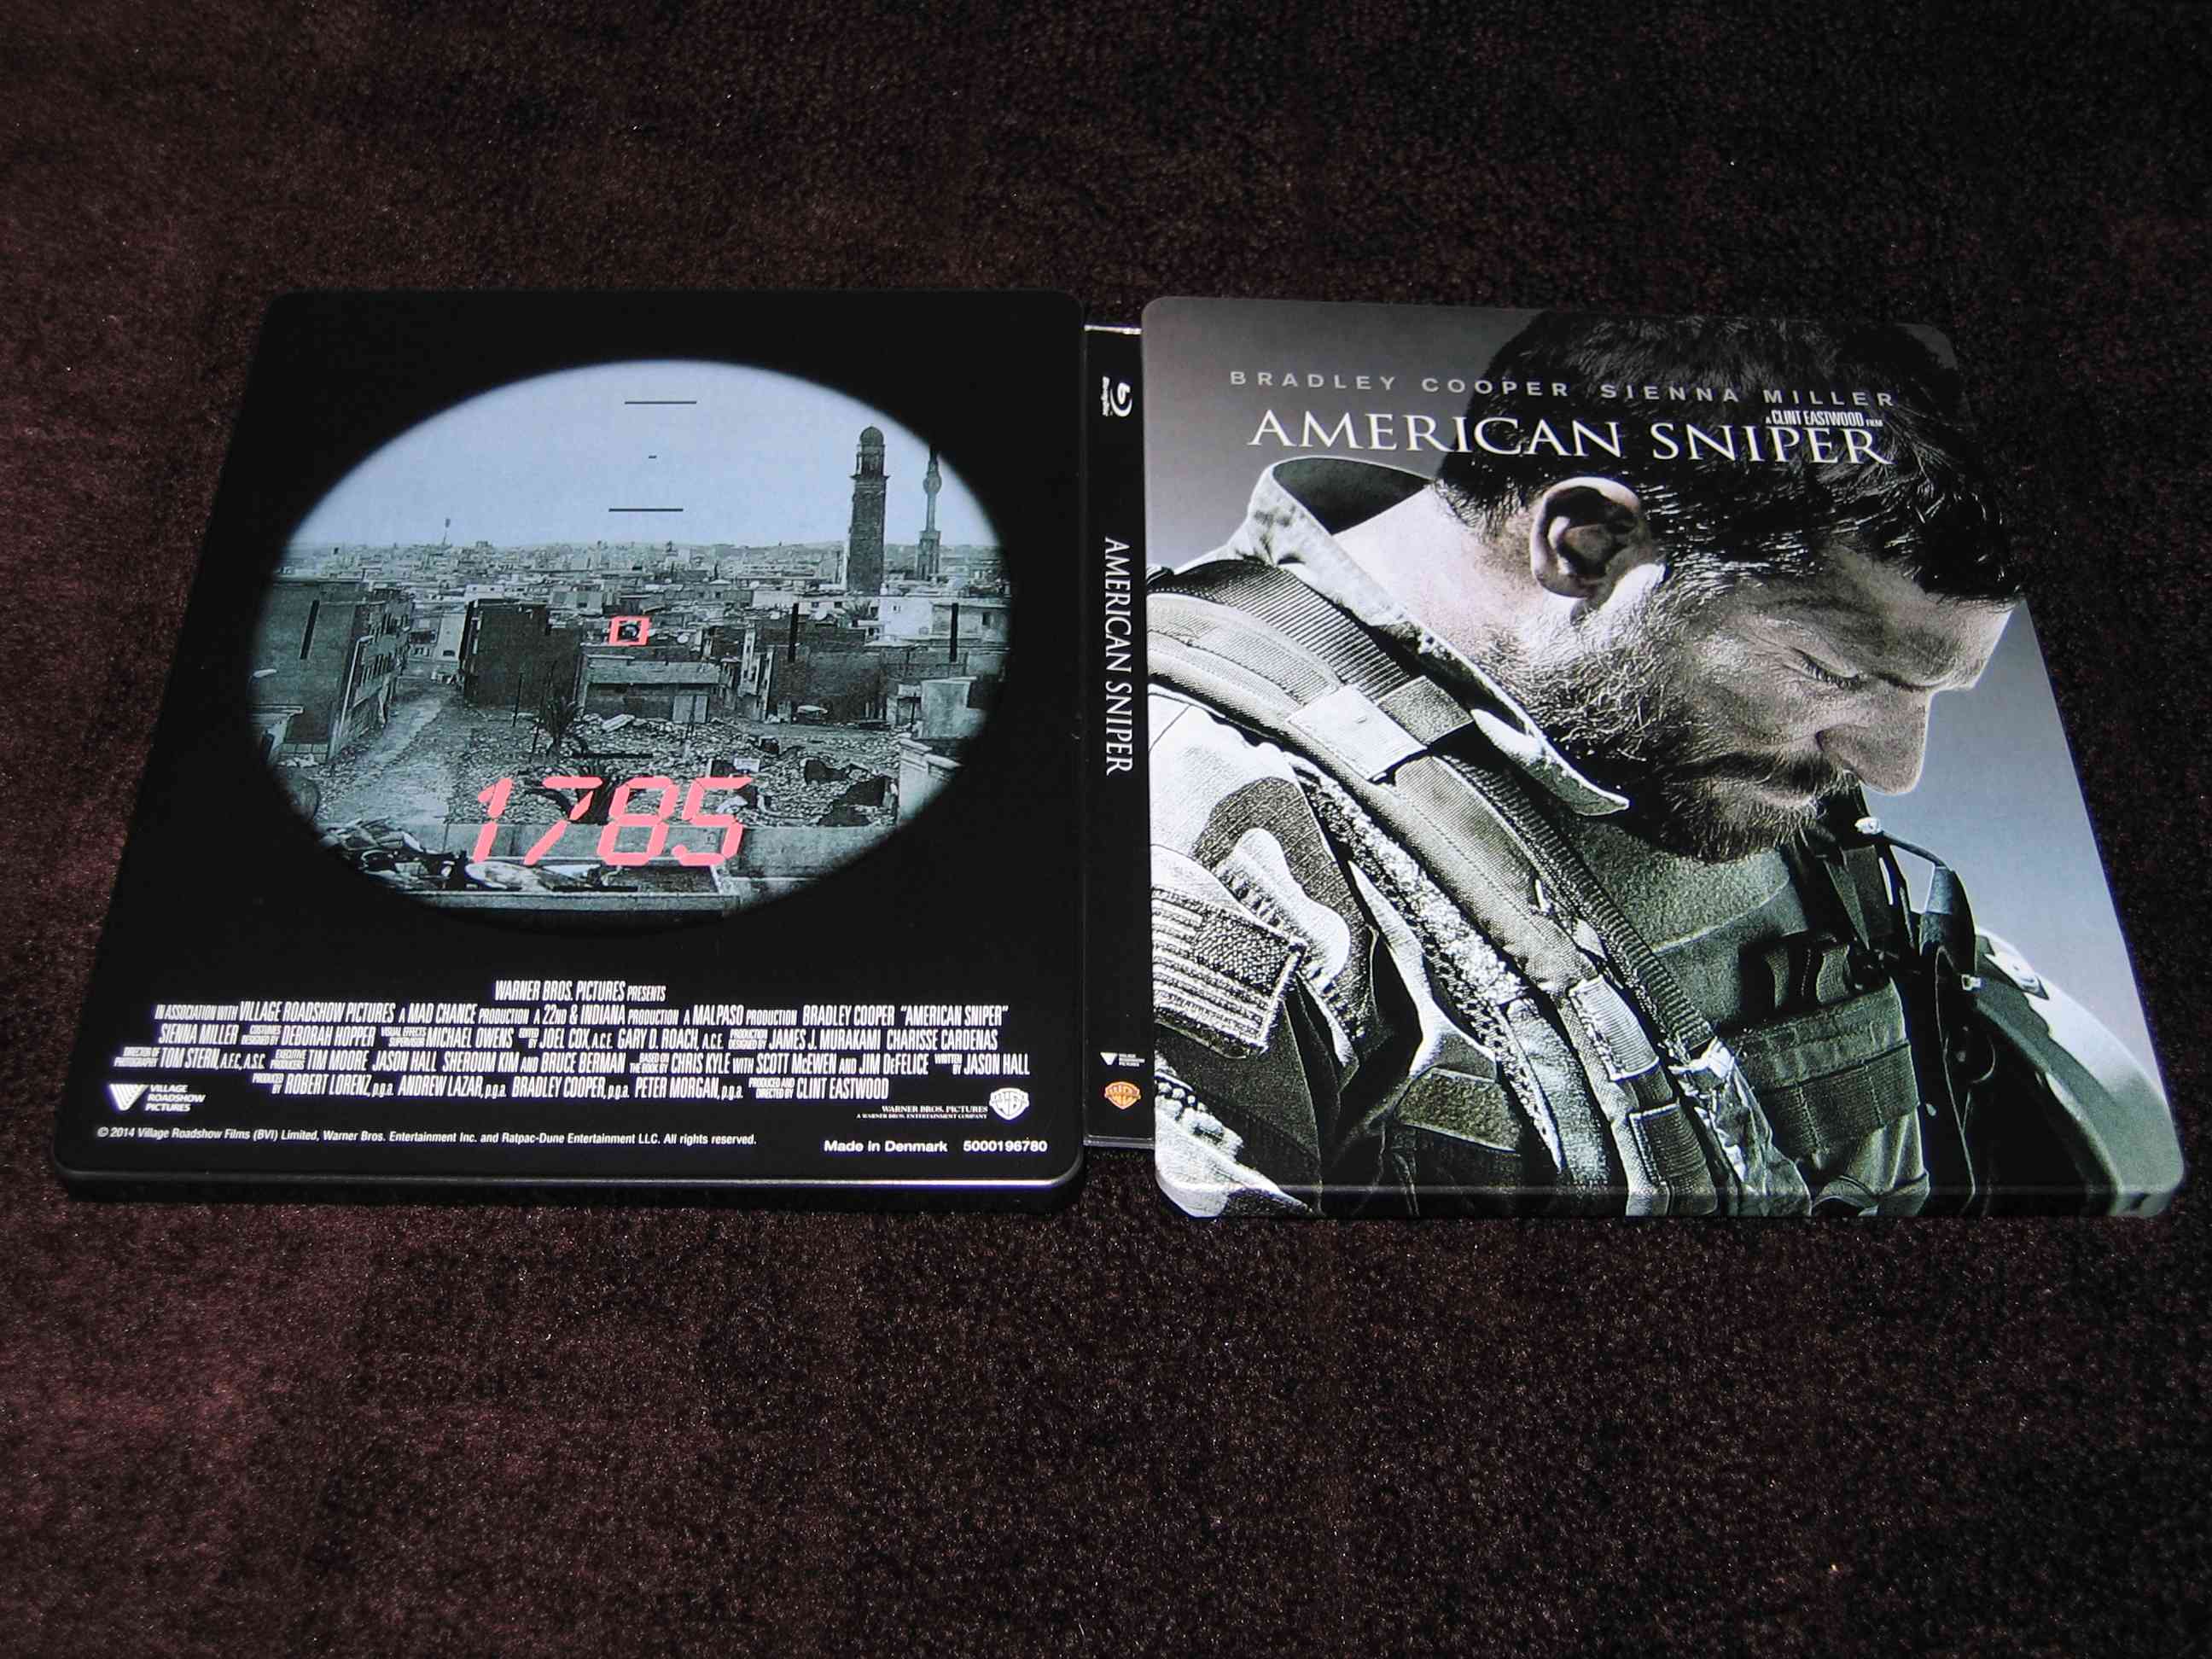 1785
WARNER BROS. PICTURES PRESENTS
IN ASSOCIATION WITH VILLAGE ROADSHOW PICTURES A MAD CHANCE PRODUCTION A 22ND & INDIANA PRODUCTION A MALPASO PRODUCTION BRADLEY COOPER "AMERICAN SNIPER"
SIENNA MILLER COSTUMES DESIGNED BY DEBORAH HOPPER VISUAL EFFECTS SUPERVISOR MICHAEL OWENS EDITED BY JOEL COX, A.C.E. GARY D. ROACH, A.C.E. PRODUCTION DESIGNED BY JAMES J. MURAKAMI CHARISSE CARDENAS
DIRECTOR OF PHOTOGRAPHY TOM STERN, A.F.C., A.S.C. EXECUTIVE PRODUCERS TIM MOORE JASON HALL SHEROUM KIM AND BRUCE BERMAN BASED ON THE BOOK BY CHRIS KYLE WITH SCOTT McEWEN AND JIM DeFELICE WRITTEN BY JASON HALL
PRODUCED BY ROBERT LORENZ, p.g.a. ANDREW LAZAR, p.g.a. BRADLEY COOPER, p.g.a. PETER MORGAN, p.g.a. PRODUCED AND DIRECTED BY CLINT EASTWOOD
VILLAGE
ROADSHOW
PICTURES
WARNER BROS. PICTURES
A WARNER BROS. ENTERTAINMENT COMPANY
© 2014 Village Roadshow Films (BVI) Limited, Warner Bros. Entertainment Inc. and Ratpac-Dune Entertainment LLC. All rights reserved.
Made in Denmark 5000196780
AMERICAN SNIPER
BRADLEY COOPER SIENNA MILLER
A CLINT EASTWOOD FILM
AMERICAN SNIPER